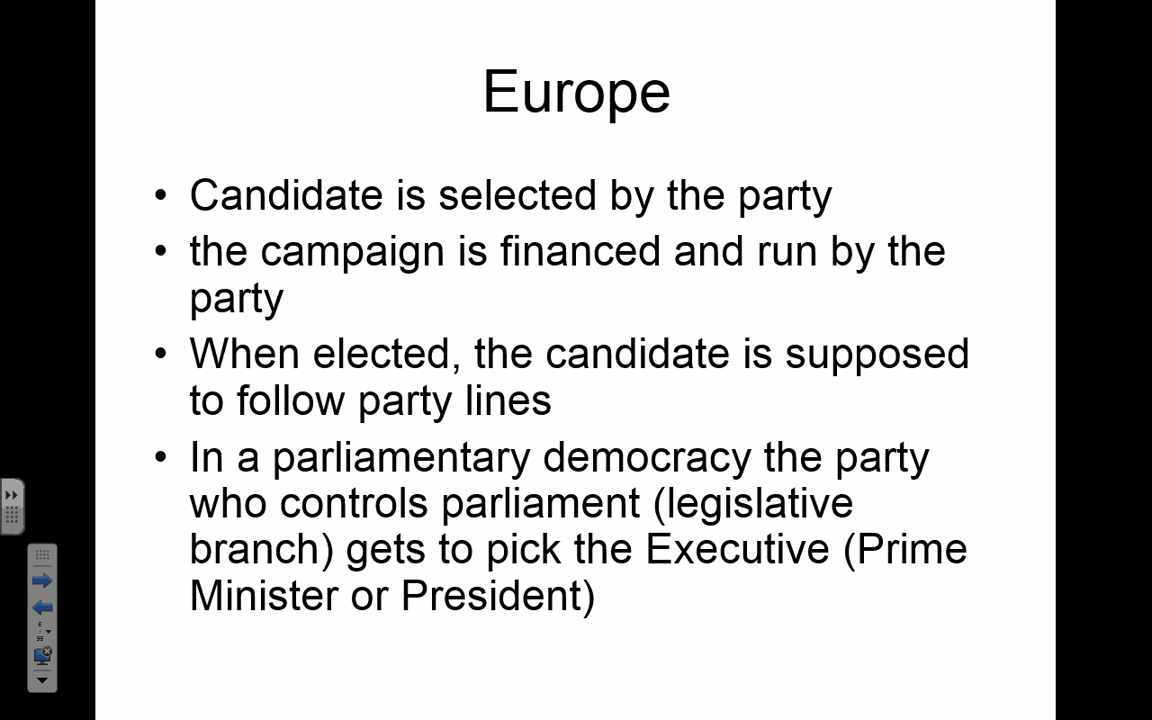 Europe
• Candidate is selected by the party
• the campaign is financed and run by the
party
• When elected, the candidate is supposed
to follow party lines
• In a parliamentary democracy the party
who controls parliament (legislative
branch) gets to pick the Executive (Prime
Minister or President)